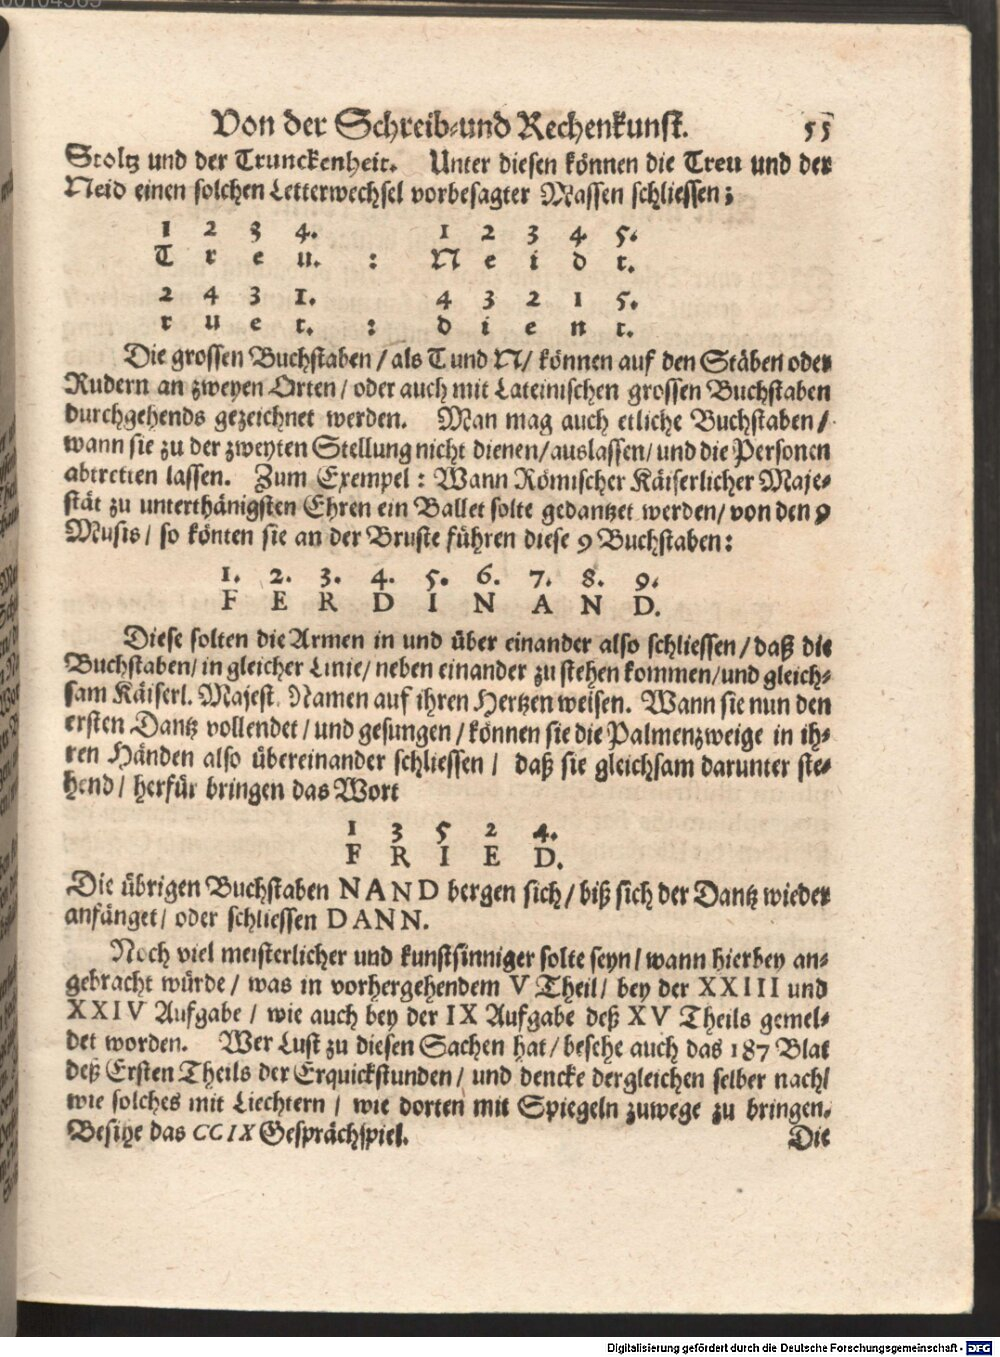 Von der Schreib-und Rechenkunst. 55
Stoltz und der Trunckenheit. Unter diesen können die Treu und der
Neid einen solchen Letterwechsel vorbesagter Massen schliessen;
1 2 3 4. 1 2 3 4. 5.
T r e u. : N e i d t.
2 4 3 1. 4 3 2 1 5.
r u e t. : d i e n t.
Die grossen Buchstaben / als T und N / können auf den Stäben oder
Rudern an zweyen Orten / oder auch mit Lateinischen grossen Buchstaben
durchgehends gezeichnet werden. Man mag auch etliche Buchstaben /
wann sie zu der zweyten Stellung nicht dienen / auslassen / und die Personen
abtretten lassen. Zum Exempel: Wann Römischer Käiserlicher Maje-
stät zu unterthänigsten Ehren ein Ballet solte gedantzet werden / von den 9
Musis / so könten sie an der Bruste führen diese 9 Buchstaben:
1. 2. 3. 4. 5. 6. 7. 8. 9.
F E R D I N A N D.
Diese solten die Armen in und über einander also schliessen / daß die
Buchstaben / in gleicher Linie / neben einander zu stehen kommen / und gleich-
sam Käiserl. Majest. Namen auf ihren Hertzen weisen. Wann sie nun den
ersten Dantz vollendet / und gesungen / können sie die Palmenzweige in ih-
ren Händen also übereinander schliessen / daß sie gleichsam darunter ste-
hend / herfür bringen das Wort
1 3 5 2 4.
F R I E D.
Die übrigen Buchstaben NAND bergen sich / biß sich der Dantz wieder
anfänget / oder schliessen DANN.
Noch viel meisterlicher und kunstsinniger solte seyn / wann hierbey an-
gebracht würde / was in vorhergehendem V Theil / bey der XXIII und
XXIV Aufgabe / wie auch bey der IX Aufgabe deß XV Theils gemel-
det worden. Wer Lust zu diesen Sachen hat / besehe auch das 187 Blat
deß Ersten Theils der Erquickstunden / und dencke dergleichen selber nach /
wie solches mit Liechtern / wie dorten mit Spiegeln zuwege zu bringen.
Besihe das CCIX Gesprächspiel.
Die
Digitalisierung gefördert durch die Deutsche Forschungsgemeinschaft - DFG